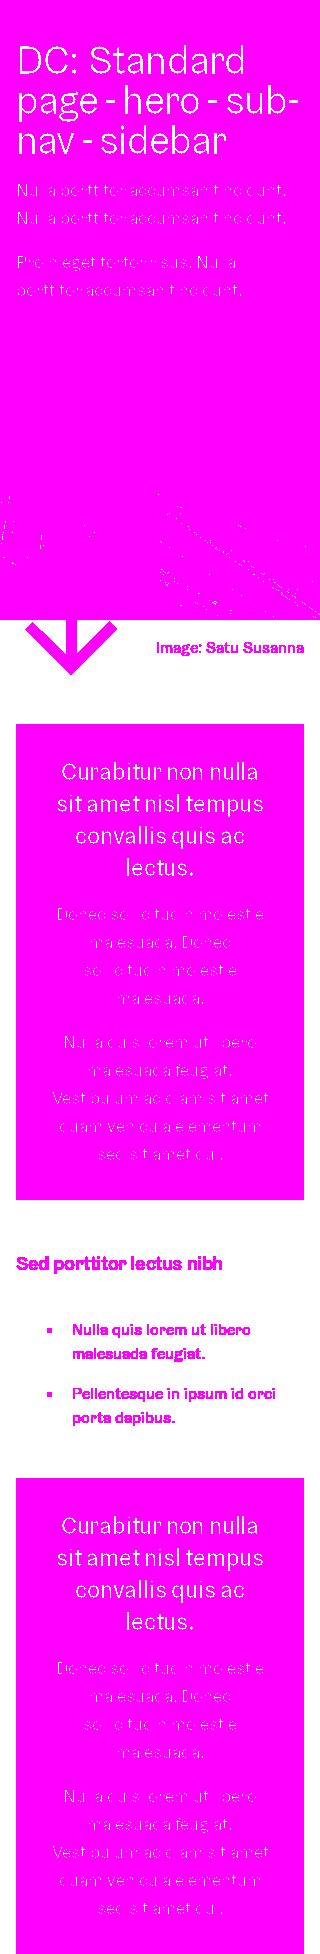 DC: Standard
page - hero - sub-
nav - sidebar
Nulla porttitor accumsan tincidunt.
Nulla porttitor accumsan tincidunt.
Proin eget tortor risus. Nulla
porttitor accumsan tincidunt.
Image: Satu Susanna
Curabitur non nulla
sit amet nisl tempus
convallis quis ac
lectus.
Donec sollicitudin molestie
malesuada. Donec
sollicitudin molestie
malesuada.
Nulla quis lorem ut libero
malesuada feugiat.
Vestibulum ac diam sit amet
quam vehicula elementum
sed sit amet dui.
Sed porttitor lectus nibh
Nulla quis lorem ut libero
malesuada feugiat.
Pellentesque in ipsum id orci
porta dapibus.
Curabitur non nulla
sit amet nisl tempus
convallis quis ac
lectus.
Donec sollicitudin molestie
malesuada. Donec
sollicitudin molestie
malesuada.
Nulla quis lorem ut libero
malesuada feugiat.
Vestibulum ac diam sit amet
quam vehicula elementum
sed sit amet dui.